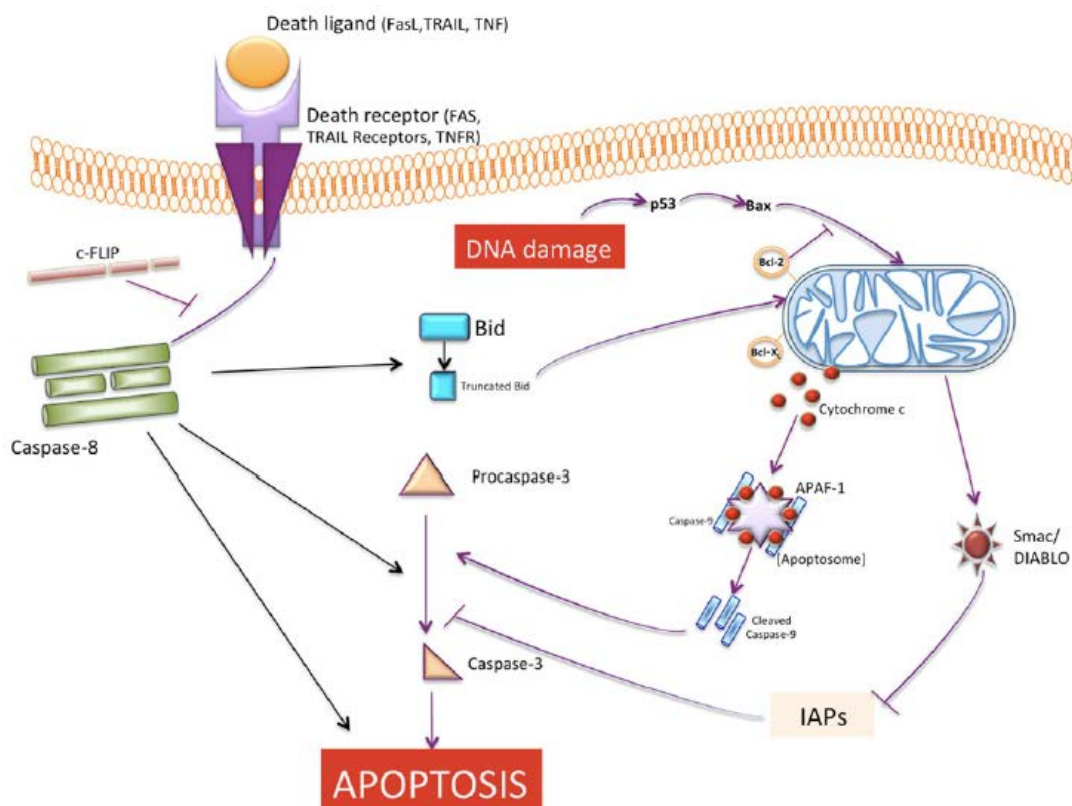 Death ligand (FasL,TRAIL, TNF)
Death receptor (FAS,
TRAIL Receptors, TNFR)
p53
Bax
DNA damage
c-FLIP
Bcl-2
Bid
Truncated Bid
Bcl-XL
Cytochrome c
Caspase-8
Procaspase-3
APAF-1
Caspase-9
[Apoptosome]
Smac/
DIABLO
Cleaved
Caspase-9
Caspase-3
IAPs
APOPTOSIS